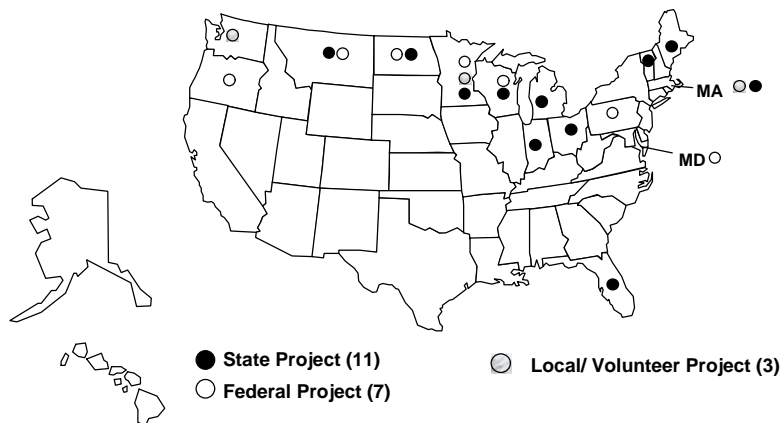 MA
MD
State Project (11)
Local/ Volunteer Project (3)
Federal Project (7)